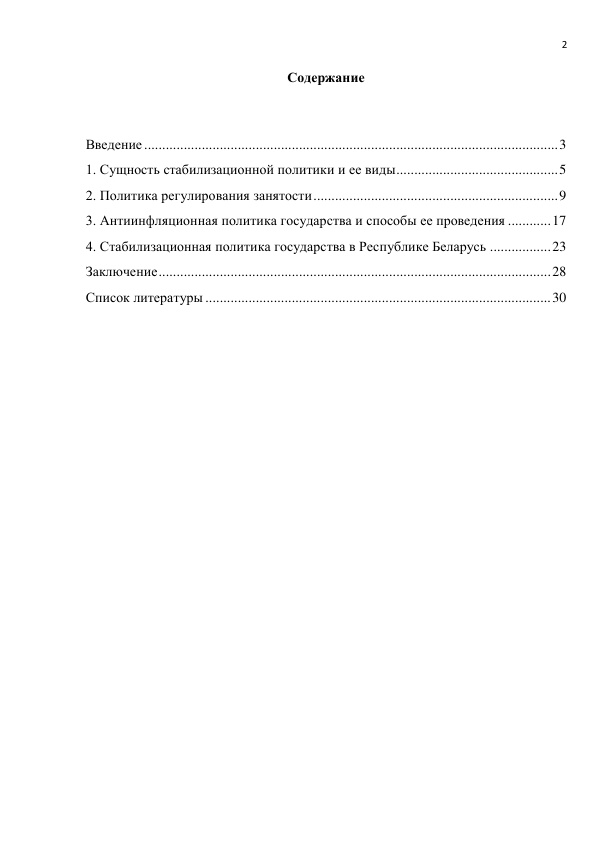 2
Содержание
Введение ................................................................................................................... 3
1. Сущность стабилизационной политики и ее виды ............................................. 5
2. Политика регулирования занятости .................................................................... 9
3. Антиинфляционная политика государства и способы ее проведения ............ 17
4. Стабилизационная политика государства в Республике Беларусь ................. 23
Заключение ............................................................................................................. 28
Список литературы ................................................................................................ 30